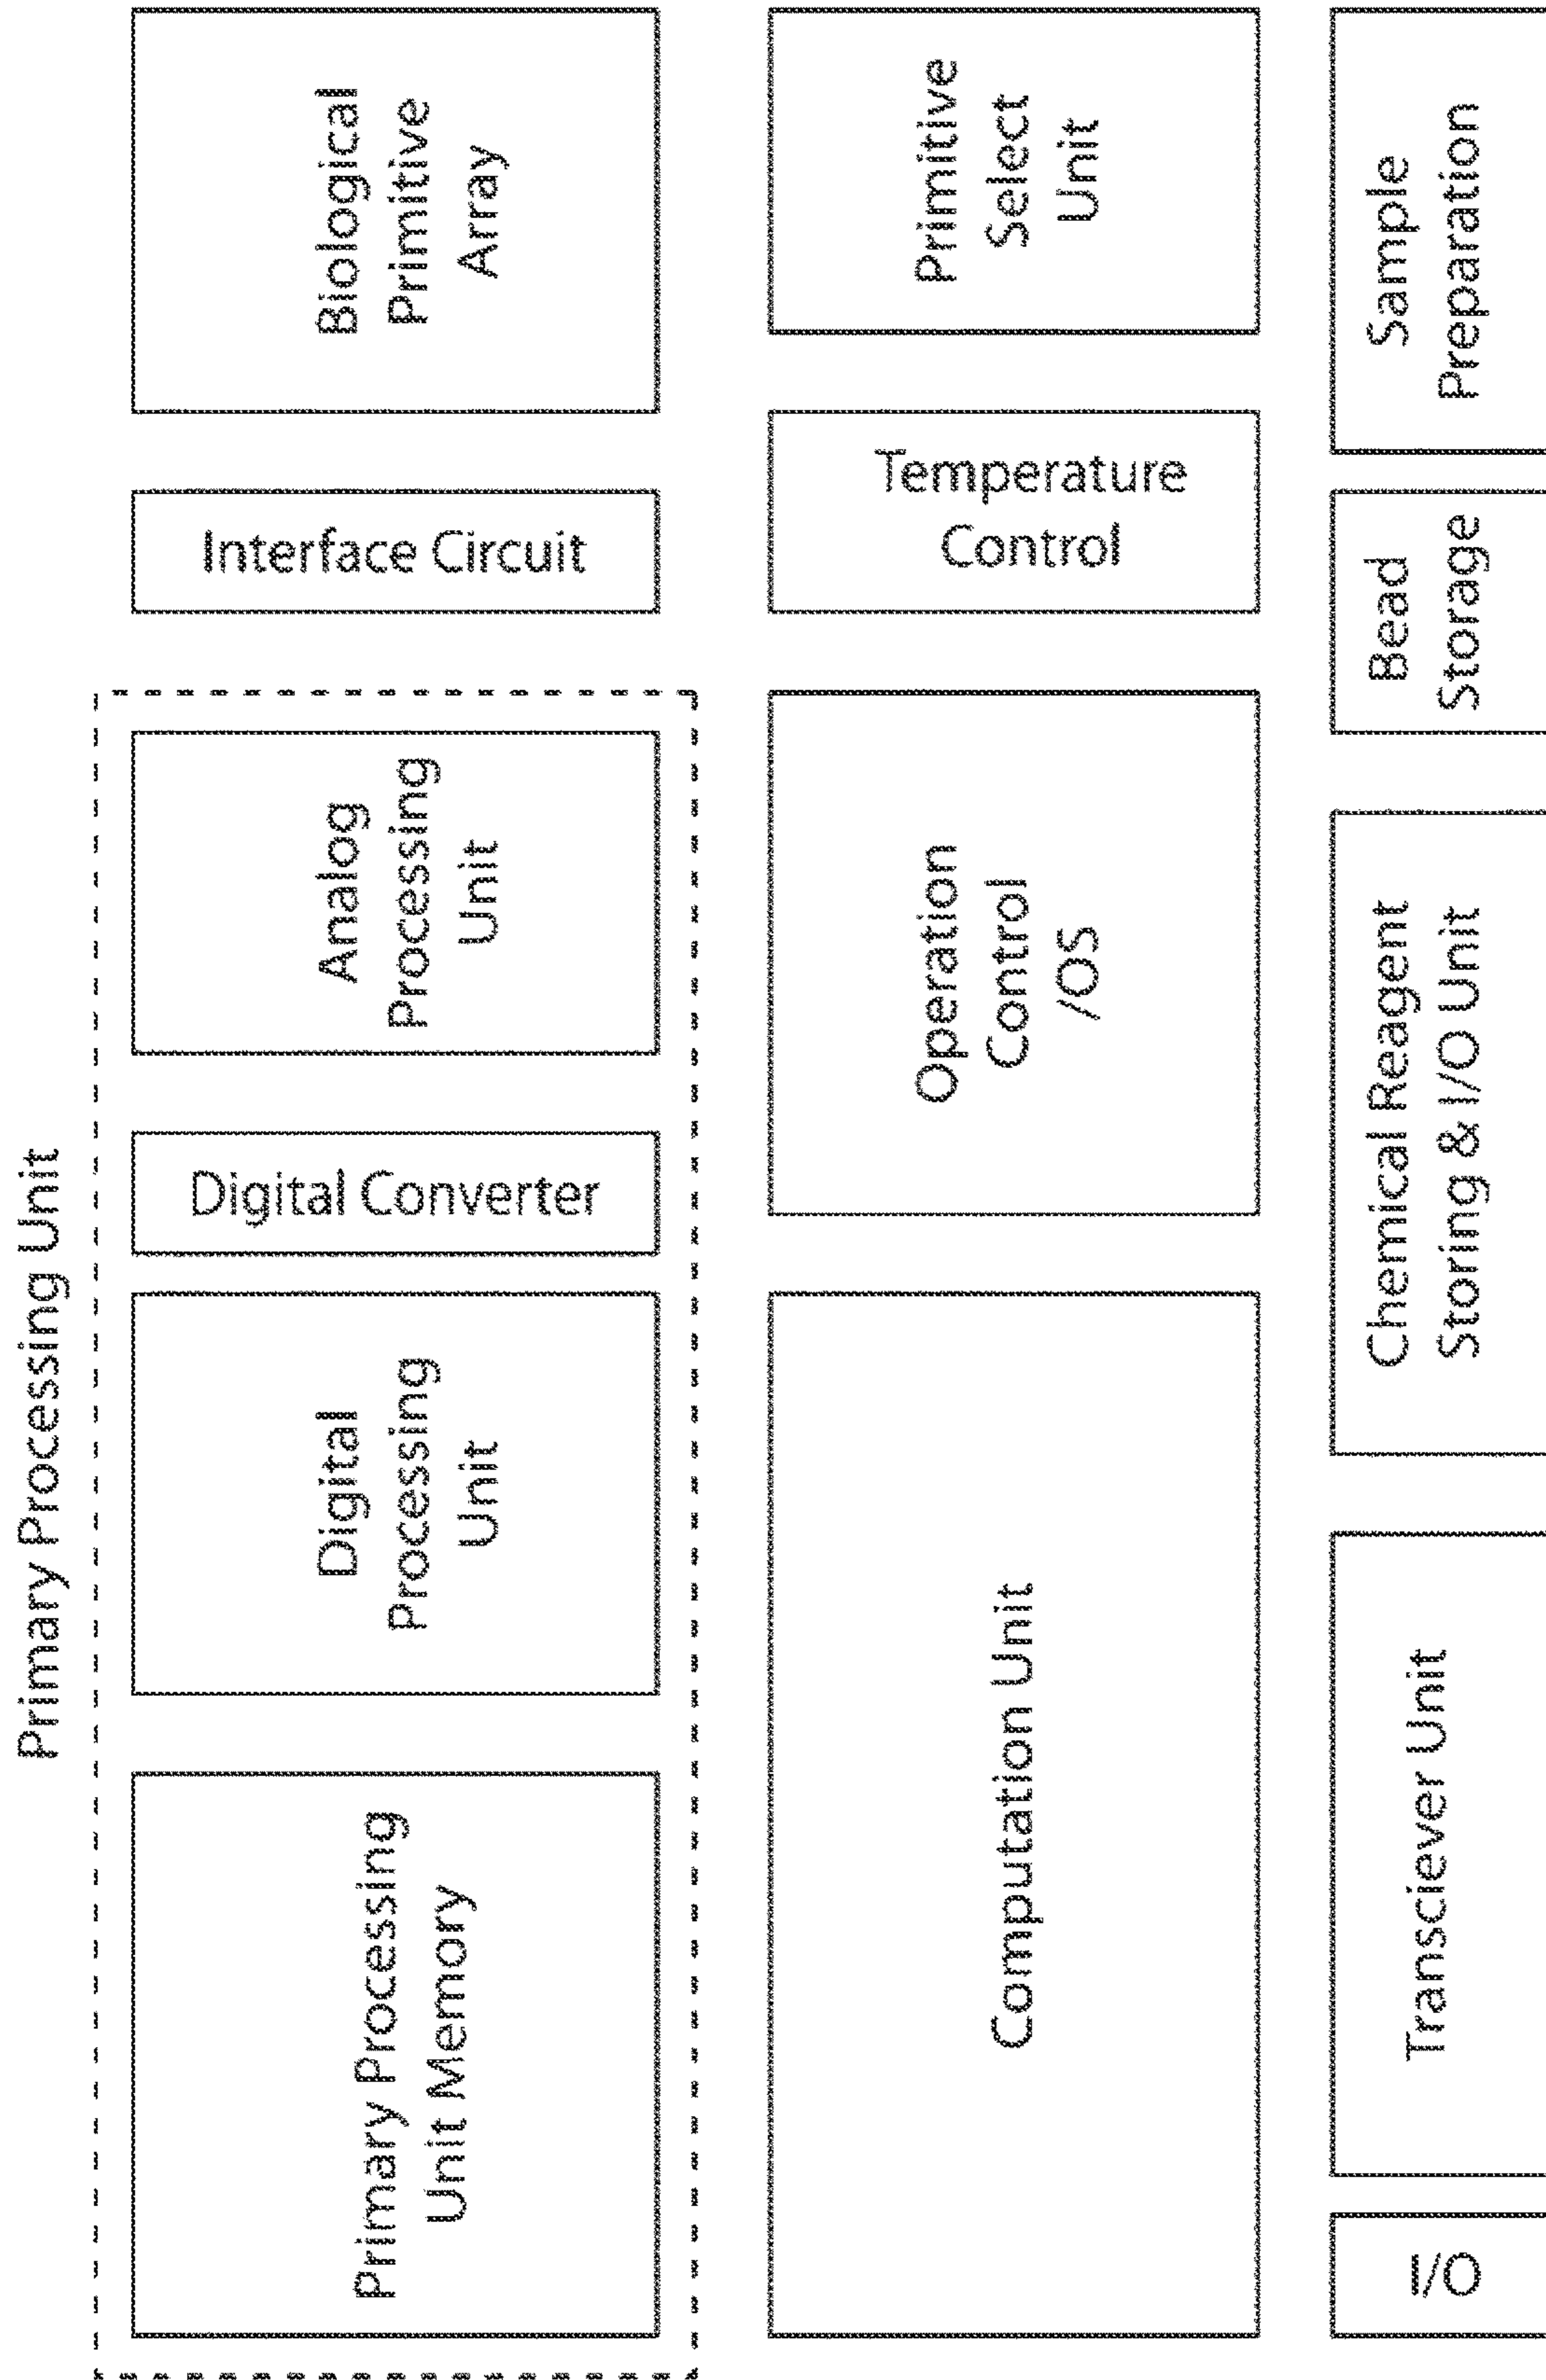 Primary Processing Unit
Biological
Primitive
Array
Interface Circuit
Analog
Processing
Unit
Digital Converter
Digital
Processing
Unit
Primary Processing
Unit Memory
Primitive
Select
Unit
Temperature
Control
Operation
Control
/OS
Computation Unit
Sample
Preparation
Bead
Storage
Chemical Reagent
Storing & I/O Unit
Transciever Unit
I/O